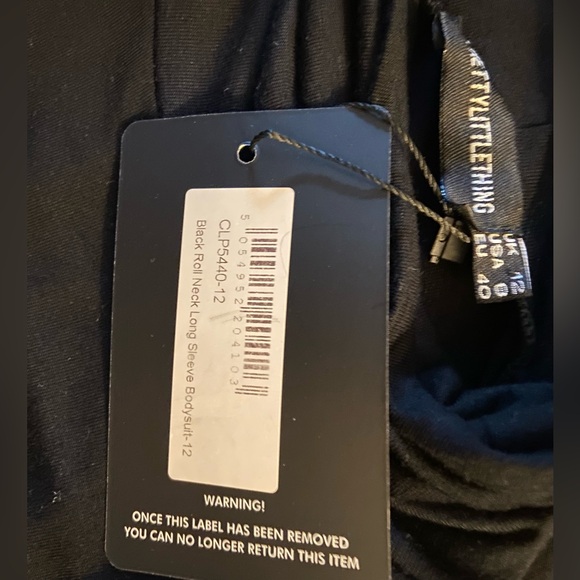 ETTYLITTLETHING
UK 12
USA 8
EU 40
5 054952 204103
CLP5440-12
Black Roll Neck Long Sleeve Bodysuit-12
WARNING!
ONCE THIS LABEL HAS BEEN REMOVED
YOU CAN NO LONGER RETURN THIS ITEM